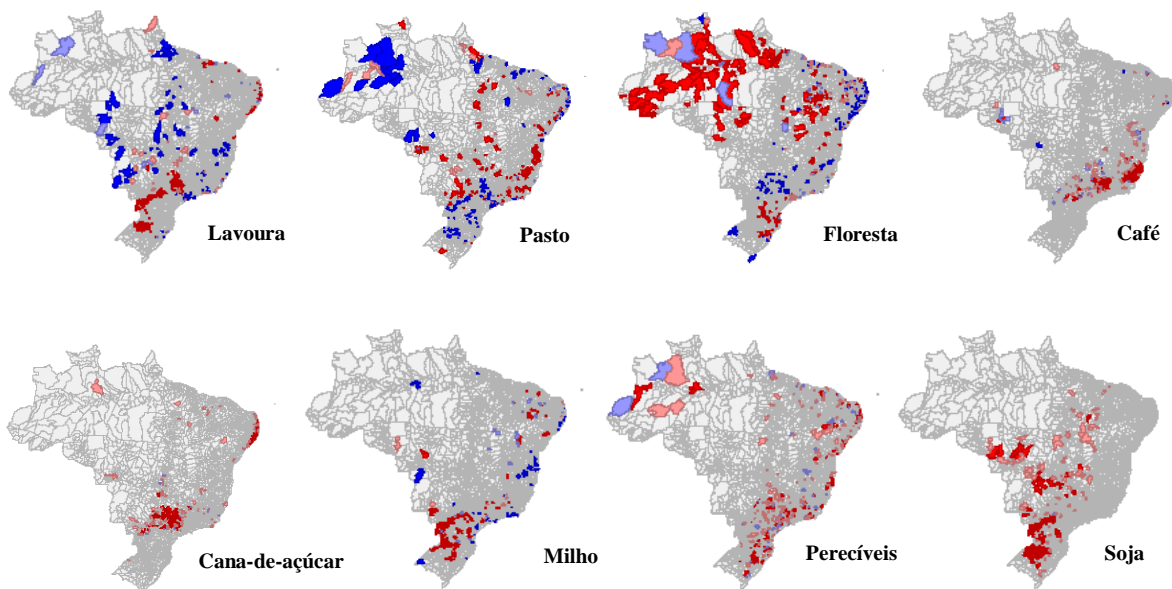 Lavoura
Pasto
Floresta
Café
Cana-de-açúcar
Milho
Perecíveis
Soja